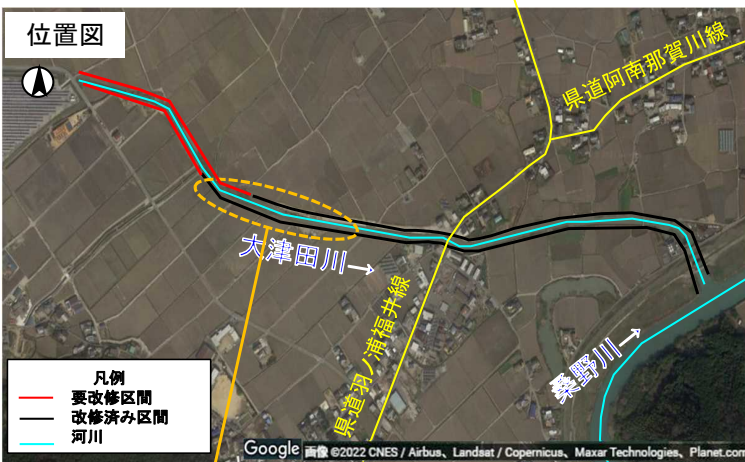 位置図
県道阿南那賀川線
大津田川→
県道羽ノ浦福井線
桑野川→
凡例
要改修区間
改修済み区間
河川
Google 画像 ©2022 CNES / Airbus、Landsat / Copernicus、Maxar Technologies、Planet.com